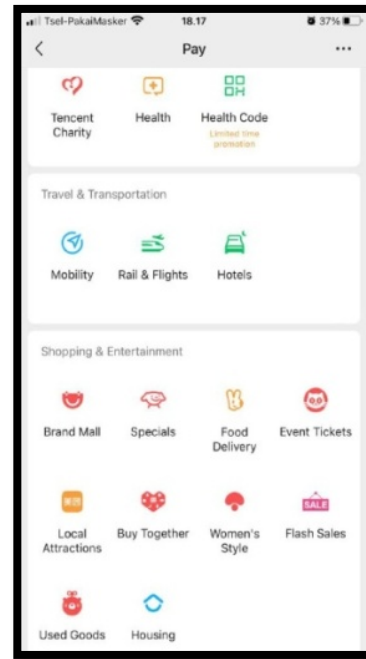 Tsel-PakaiMasker 18.17 37%
Pay
Tencent Health Health Code
Charity
Limited time
promotion
Travel & Transportation
Mobility Rail & Flights Hotels
Shopping & Entertainment
Brand Mall Specials Food Event Tickets
Delivery
SALE
Local Buy Together Women's Flash Sales
Attractions Style
Used Goods Housing